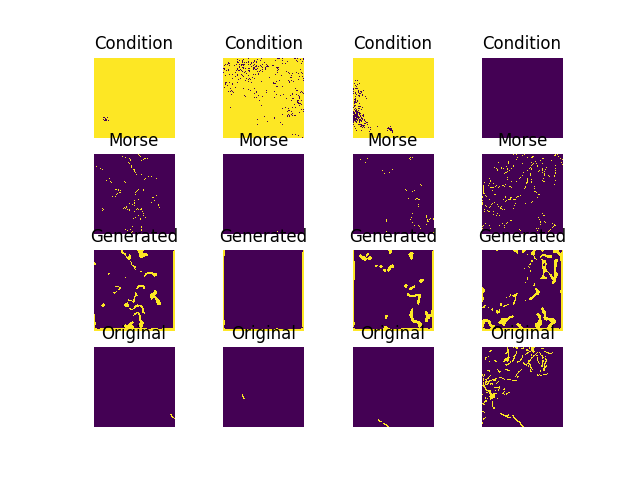 Condition Condition Condition Condition
Morse Morse Morse Morse
Generated Generated Generated Generated
Original Original Original Original